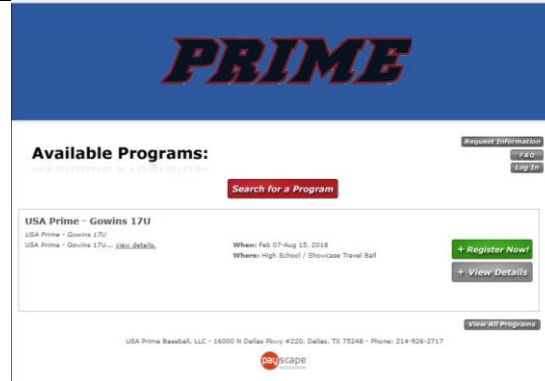 PRIME
Request Information
FAQ
Log In
Available Programs:
Search for a Program
USA Prime - Gowins 17U
USA Prime - Gowins 17U
USA Prime - Gowins 17U... view details.
When: Feb 07-Aug 15, 2018
Where: High School / Showcase Travel Ball
+ Register Now!
+ View Details
View All Programs
USA Prime Baseball, LLC - 16000 N Dallas Pkwy #220, Dallas, TX 75248 - Phone: 214-926-2717
payscape